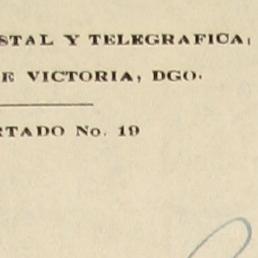 STAL Y TELEGRAFICA,
E VICTORIA, DGO.
RTADO No. 19